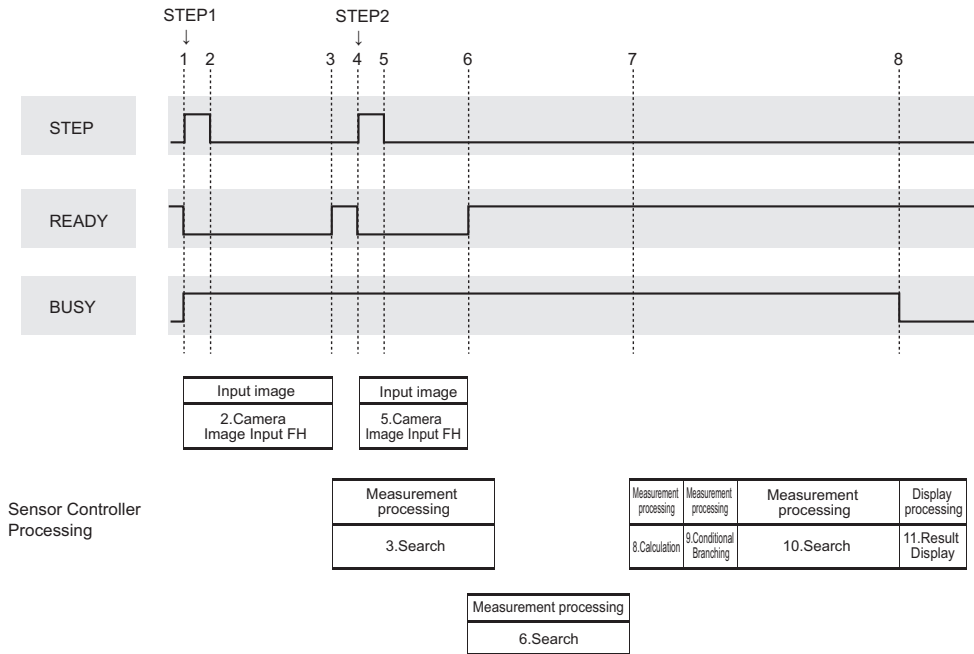 STEP1
STEP2
↓
↓
1 2 3 4 5 6 7 8
STEP
READY
BUSY
Input image
2.Camera
Image Input FH
Input image
5.Camera
Image Input FH
Sensor Controller
Processing
Measurement
processing
3.Search
Measurement
processing
8.Calculation
Measurement
processing
9.Conditional
Branching
Measurement
processing
10.Search
Display
processing
11.Result
Display
Measurement processing
6.Search